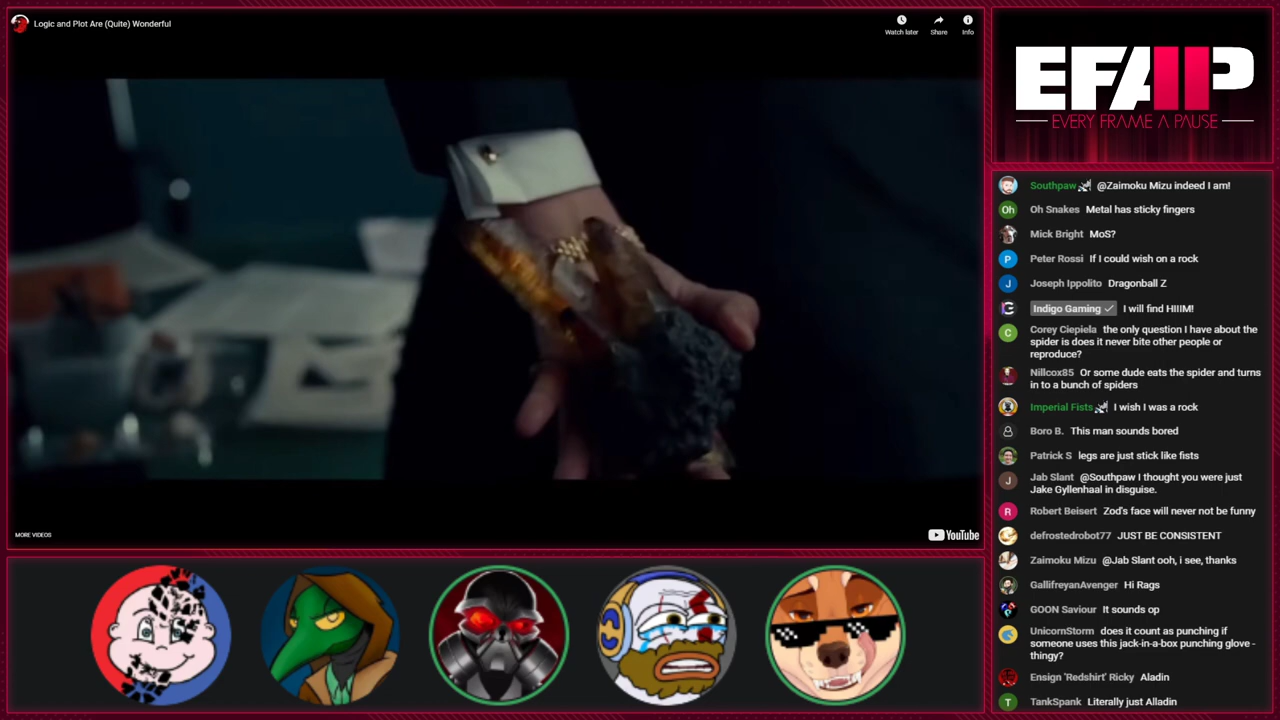 Logic and Plot Are (Quite) Wonderful
Watch later
Share
Info
MORE VIDEOS
YouTube
EFAP
EVERY FRAME A PAUSE
Southpaw @Zaimoku Mizu indeed I am!
Oh Oh Snakes Metal has sticky fingers
Mick Bright MoS?
P Peter Rossi If I could wish on a rock
J Joseph Ippolito Dragonball Z
Indigo Gaming I will find HIIIM!
C Corey Ciepiela the only question I have about the
spider is does it never bite other people or
reproduce?
Nillcox85 Or some dude eats the spider and turns
in to a bunch of spiders
Imperial Fists I wish I was a rock
Boro B. This man sounds bored
Patrick S legs are just stick like fists
J Jab Slant @Southpaw I thought you were just
Jake Gyllenhaal in disguise.
R Robert Beisert Zod's face will never not be funny
defrostedrobot77 JUST BE CONSISTENT
Zaimoku Mizu @Jab Slant ooh, i see, thanks
GallifreyanAvenger Hi Rags
GOON Saviour It sounds op
UnicornStorm does it count as punching if
someone uses this jack-in-a-box punching glove -
thingy?
Ensign 'Redshirt' Ricky Aladin
T TankSpank Literally just Alladin